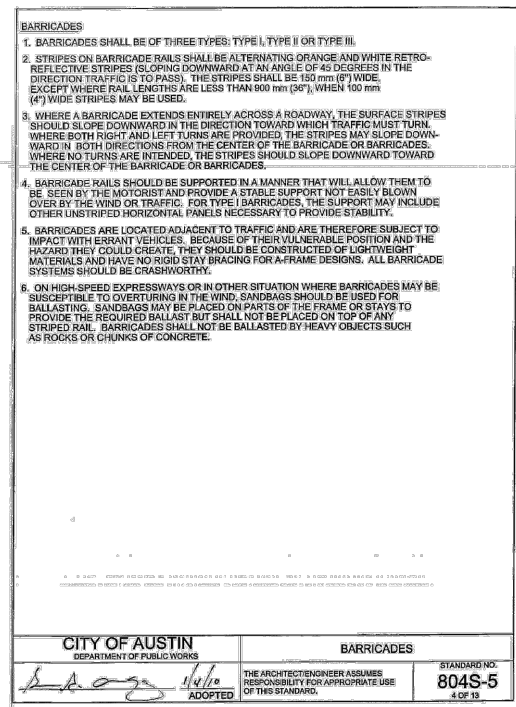 BARRICADES
1. BARRICADES SHALL BE OF THREE TYPES: TYPE I, TYPE II OR TYPE III.
2. STRIPES ON BARRICADE RAILS SHALL BE ALTERNATING ORANGE AND WHITE RETRO-
REFLECTIVE STRIPES (SLOPING DOWNWARD AT AN ANGLE OF 45 DEGREES IN THE
DIRECTION TRAFFIC IS TO PASS). THE STRIPES SHALL BE 150 mm (6") WIDE,
EXCEPT WHERE RAIL LENGTHS ARE LESS THAN 900 mm (36"), WHEN 100 mm
(4") WIDE STRIPES MAY BE USED.
3. WHERE A BARRICADE EXTENDS ENTIRELY ACROSS A ROADWAY, THE SURFACE STRIPES
SHOULD SLOPE DOWNWARD IN THE DIRECTION TOWARD WHICH TRAFFIC MUST TURN.
WHERE BOTH RIGHT AND LEFT TURNS ARE PROVIDED, THE STRIPES MAY SLOPE DOWN-
WARD IN BOTH DIRECTIONS FROM THE CENTER OF THE BARRICADE OR BARRICADES.
WHERE NO TURNS ARE INTENDED, THE STRIPES SHOULD SLOPE DOWNWARD TOWARD
THE CENTER OF THE BARRICADE OR BARRICADES.
4. BARRICADE RAILS SHOULD BE SUPPORTED IN A MANNER THAT WILL ALLOW THEM TO
BE SEEN BY THE MOTORIST AND PROVIDE A STABLE SUPPORT NOT EASILY BLOWN
OVER BY THE WIND OR TRAFFIC. FOR TYPE I BARRICADES, THE SUPPORT MAY INCLUDE
OTHER UNSTRIPED HORIZONTAL PANELS NECESSARY TO PROVIDE STABILITY.
5. BARRICADES ARE LOCATED ADJACENT TO TRAFFIC AND ARE THEREFORE SUBJECT TO
IMPACT WITH ERRANT VEHICLES. BECAUSE OF THEIR VULNERABLE POSITION AND THE
HAZARD THEY COULD CREATE, THEY SHOULD BE CONSTRUCTED OF LIGHTWEIGHT
MATERIALS AND HAVE NO RIGID STAY BRACING FOR A-FRAME DESIGNS. ALL BARRICADE
SYSTEMS SHOULD BE CRASHWORTHY.
6. ON HIGH-SPEED EXPRESSWAYS OR IN OTHER SITUATION WHERE BARRICADES MAY BE
SUSCEPTIBLE TO OVERTURING IN THE WIND, SANDBAGS SHOULD BE USED FOR
BALLASTING. SANDBAGS MAY BE PLACED ON PARTS OF THE FRAME OR STAYS TO
PROVIDE THE REQUIRED BALLAST BUT SHALL NOT BE PLACED ON TOP OF ANY
STRIPED RAIL. BARRICADES SHALL NOT BE BALLASTED BY HEAVY OBJECTS SUCH
AS ROCKS OR CHUNKS OF CONCRETE.
CITY OF AUSTIN
DEPARTMENT OF PUBLIC WORKS
BARRICADES
1/4/10
ADOPTED
THE ARCHITECT/ENGINEER ASSUMES
RESPONSIBILITY FOR APPROPRIATE USE
OF THIS STANDARD.
STANDARD NO.
804S-5
4 OF 13